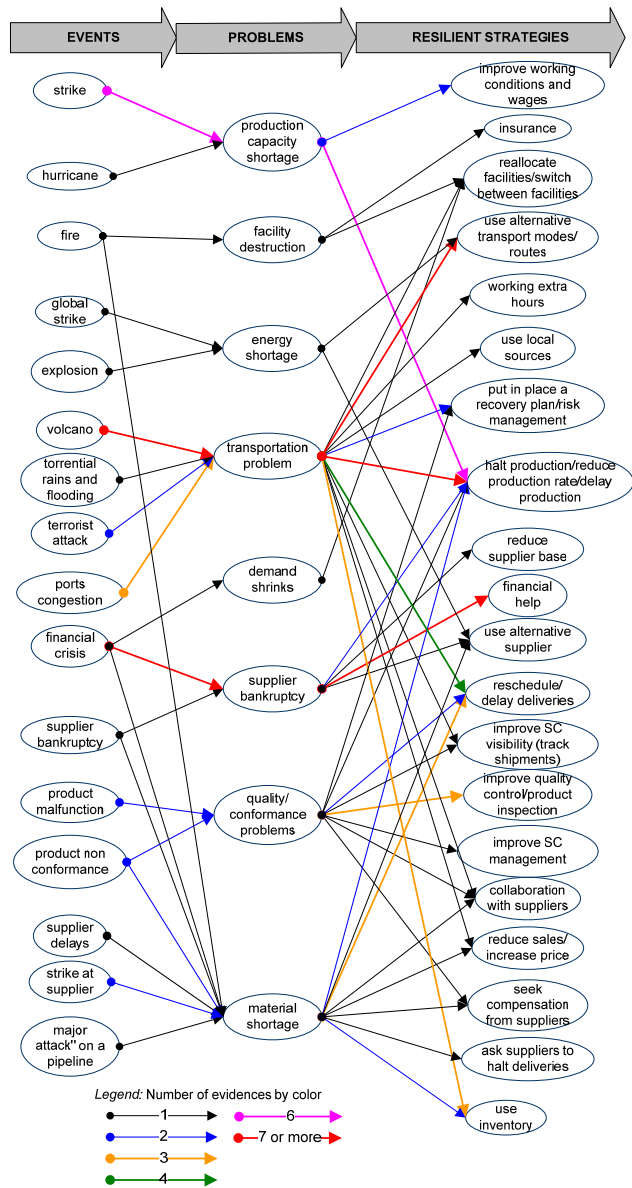 EVENTS
PROBLEMS
RESILIENT STRATEGIES
strike
hurricane
fire
global
strike
explosion
volcano
torrential
rains and
flooding
terrorist
attack
ports
congestion
financial
crisis
supplier
bankruptcy
product
malfunction
product non
conformance
supplier
delays
strike at
supplier
major
attack" on a
pipeline
production
capacity
shortage
facility
destruction
energy
shortage
transportation
problem
demand
shrinks
supplier
bankruptcy
quality/
conformance
problems
material
shortage
improve working
conditions and
wages
insurance
reallocate
facilities/switch
between facilities
use alternative
transport modes/
routes
working extra
hours
use local
sources
put in place a
recovery plan/risk
management
halt production/reduce
production rate/delay
production
reduce
supplier base
financial
help
use alternative
supplier
reschedule/
delay deliveries
improve SC
visibility (track
shipments)
improve quality
control/product
inspection
improve SC
management
collaboration
with suppliers
reduce sales/
increase price
seek
compensation
from suppliers
ask suppliers to
halt deliveries
use
inventory
Legend: Number of evidences by color
1
2
3
4
6
7 or more